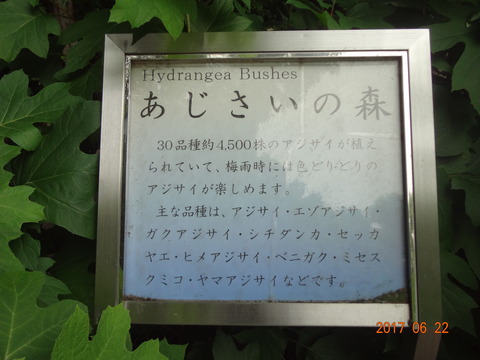 Hydrangea Bushes
あじさいの森
30品種約4,500株のアジサイが植え
られていて、梅雨時には色どりどりの
アジサイが楽しめます。
主な品種は、アジサイ・エゾアジサイ・
ガクアジサイ・シチダンカ・セッカ
ヤエ・ヒメアジサイ・ベニガク・ミセス
クミコ・ヤマアジサイなどです。
2017 06 22